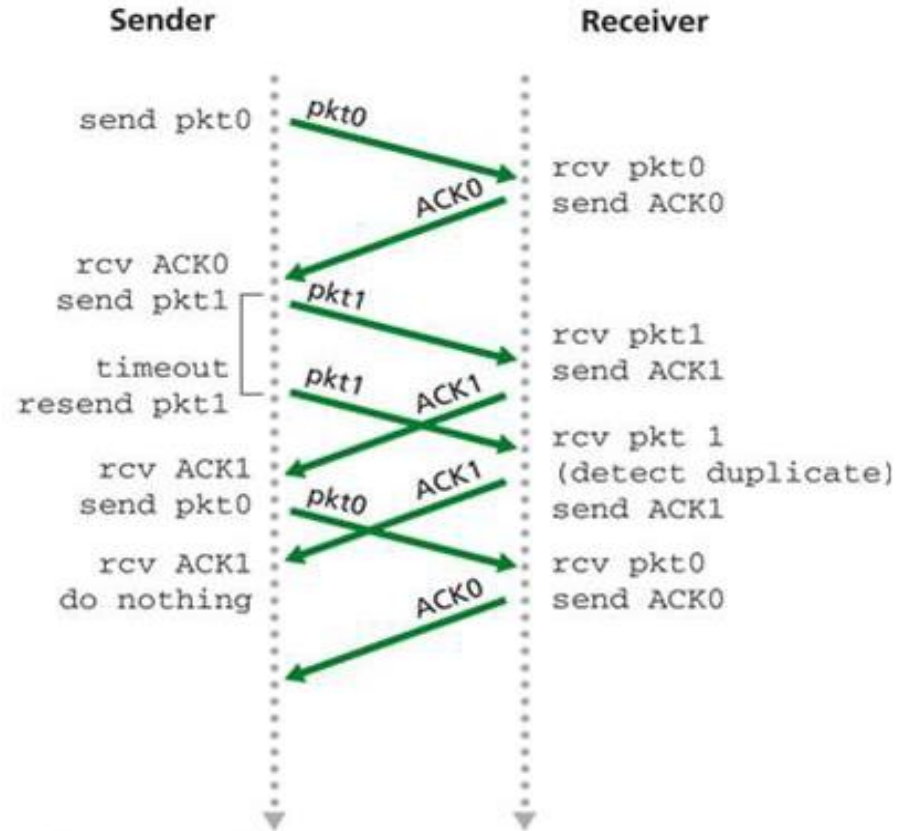 Sender
Receiver
send pkt0
pkt0
rcv pkt0
send ACK0
ACK0
rcv ACK0
send pkt1
pkt1
rcv pkt1
send ACK1
timeout
resend pkt1
pkt1
ACK1
rcv pkt 1
(detect duplicate)
send ACK1
rcv ACK1
send pkt0
ACK1
pkt0
rcv ACK1
do nothing
rcv pkt0
send ACK0
ACK0